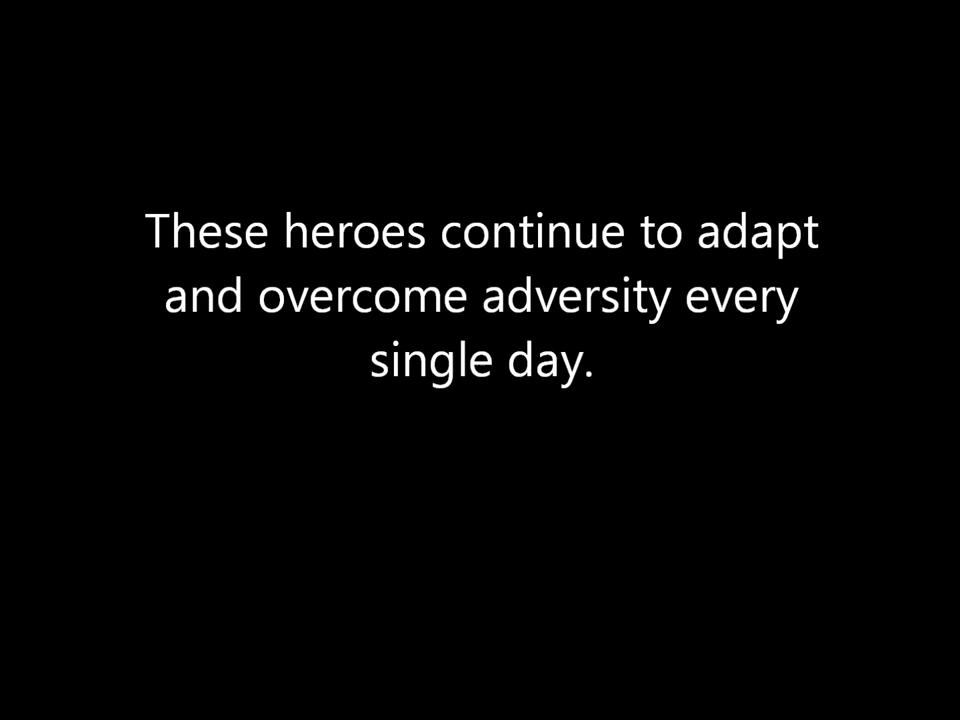 These heroes continue to adapt
and overcome adversity every
single day.